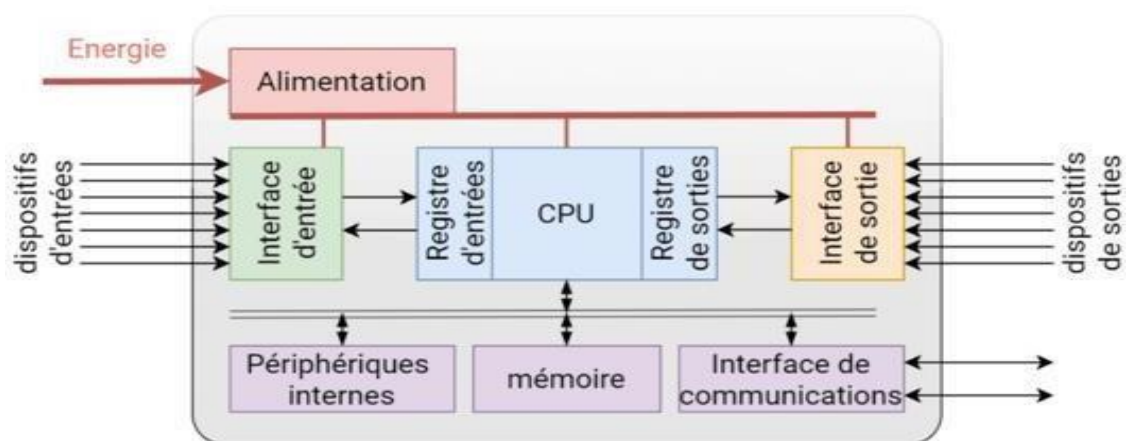 Energie
Alimentation
dispositifs
d'entrées
Interface
d'entrée
Registre
d'entrées
CPU
Registre
de sorties
Interface
de sortie
dispositifs
de sorties
Périphériques
internes
mémoire
Interface de
communications